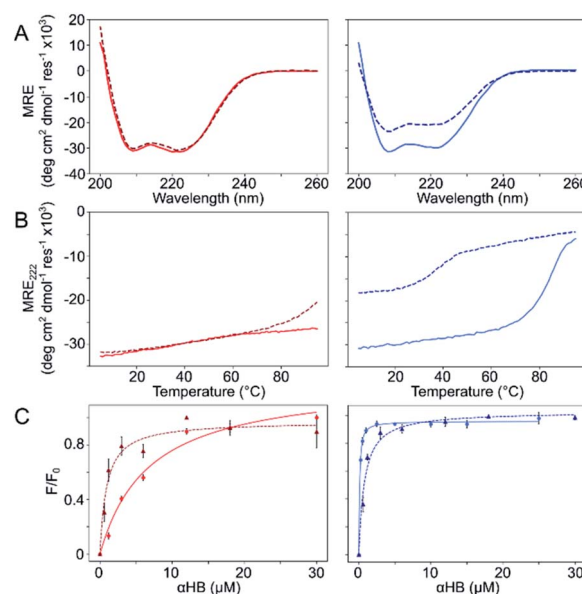 A
MRE
(deg cm² dmol⁻¹ res⁻¹ x10³)
20
10
0
-10
-20
-30
-40
200 220 240 260
Wavelength (nm)
200 220 240 260
Wavelength (nm)
B
MRE₂₂₂
(deg cm² dmol⁻¹ res⁻¹ x10³)
0
-10
-20
-30
20 40 60 80
Temperature (°C)
20 40 60 80
Temperature (°C)
C
F/F₀
0.8
0.4
0
0 10 20 30
αHB (µM)
0 10 20 30
αHB (µM)